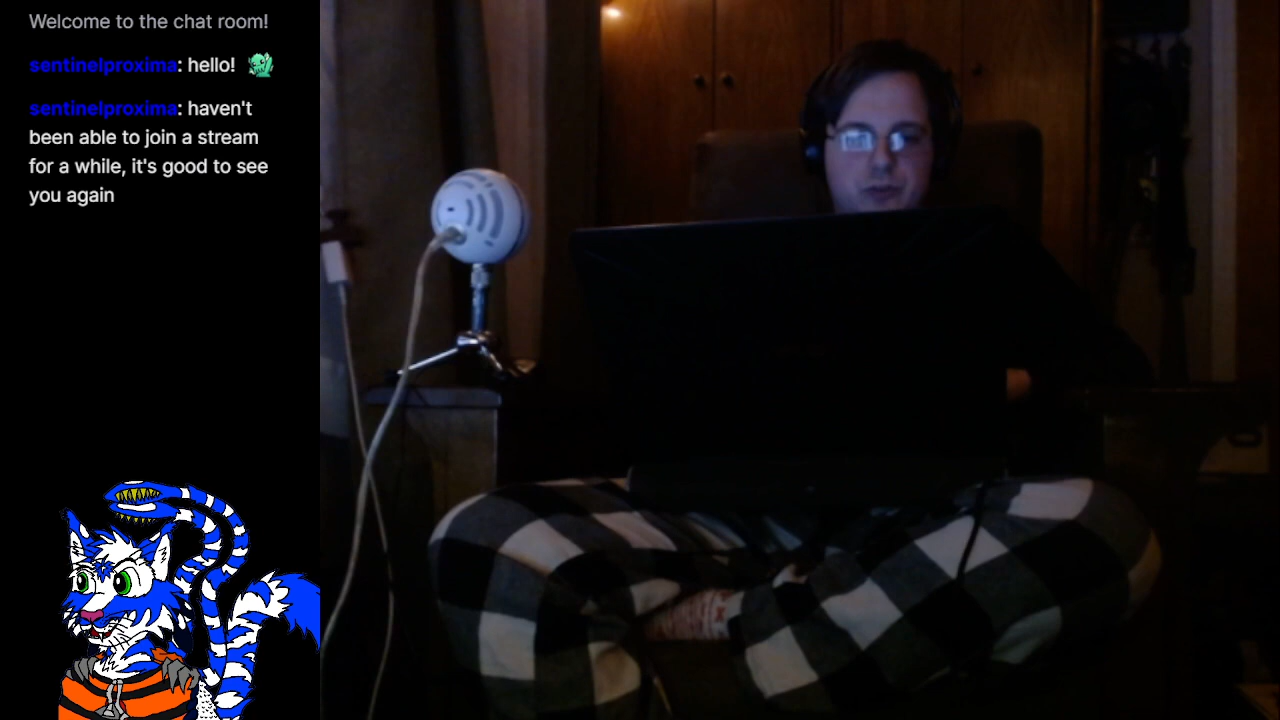 Welcome to the chat room!
sentinelproxima: hello!
sentinelproxima: haven't
been able to join a stream
for a while, it's good to see
you again